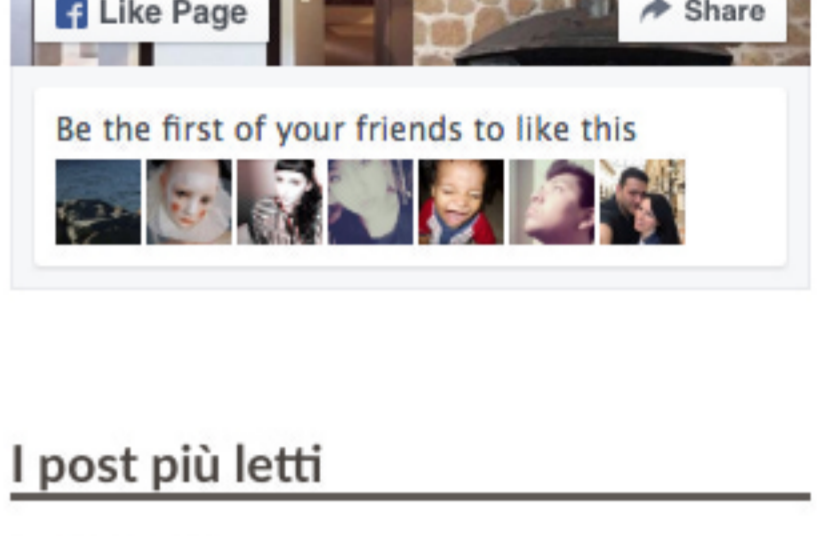 Like Page
Share
Be the first of your friends to like this
I post più letti